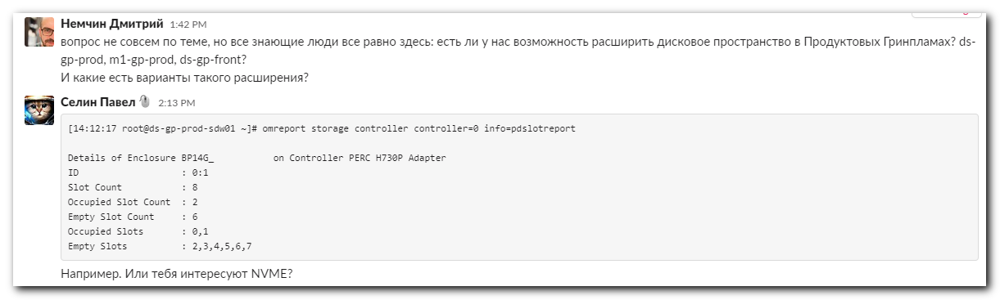 Немчин Дмитрий 1:42 PM
вопрос не совсем по теме, но все знающие люди все равно здесь: есть ли у нас возможность расширить дисковое пространство в Продуктовых Гринпламах? ds-
gp-prod, m1-gp-prod, ds-gp-front?
И какие есть варианты такого расширения?
Селин Павел 2:13 PM
[14:12:17 root@ds-gp-prod-sdw01 ~]# omreport storage controller controller=0 info=pdslotreport
Details of Enclosure BP14G_ on Controller PERC H730P Adapter
ID : 0:1
Slot Count : 8
Occupied Slot Count : 2
Empty Slot Count : 6
Occupied Slots : 0,1
Empty Slots : 2,3,4,5,6,7
Например. Или тебя интересуют NVME?